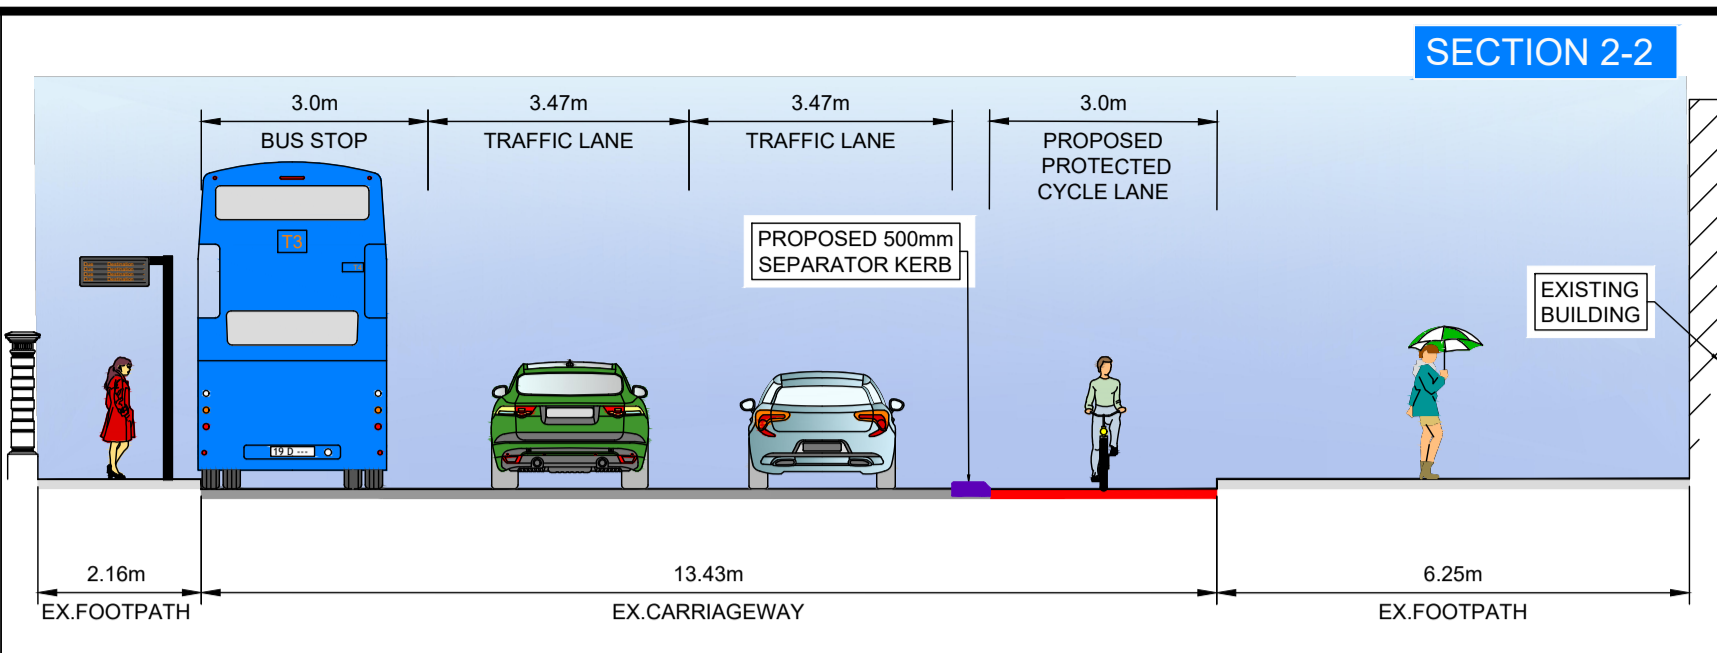 SECTION 2-2
3.0m
3.47m
3.47m
3.0m
BUS STOP
TRAFFIC LANE
TRAFFIC LANE
PROPOSED
PROTECTED
CYCLE LANE
T3
PROPOSED 500mm
SEPARATOR KERB
EXISTING
BUILDING
19 D ---
2.16m
13.43m
6.25m
EX.FOOTPATH
EX.CARRIAGEWAY
EX.FOOTPATH